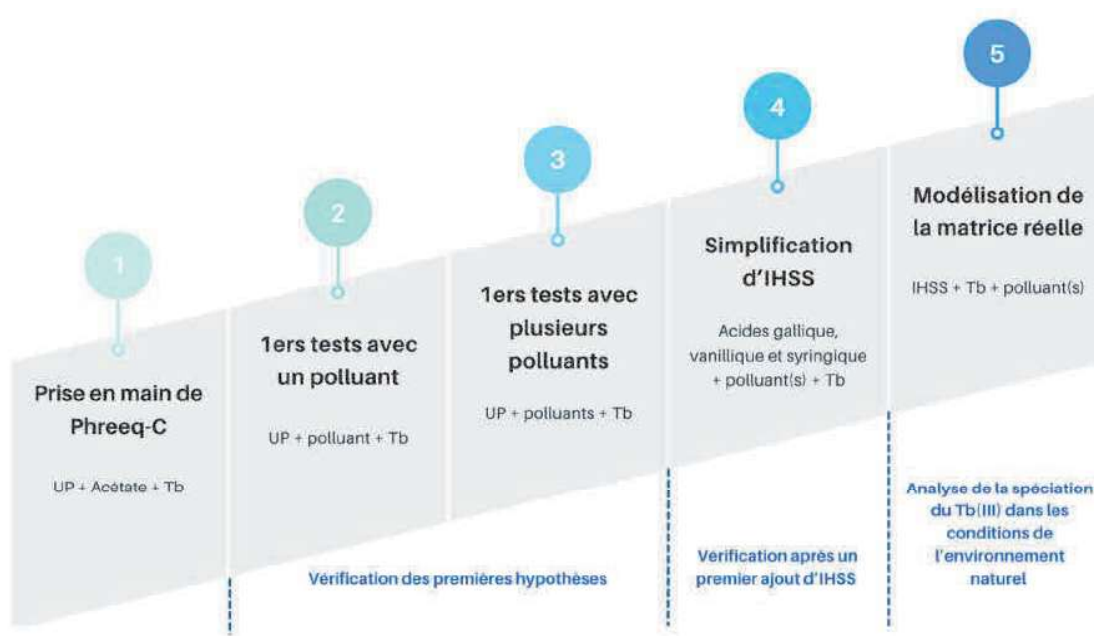 1
Prise en main de
Phreeq-C
UP + Acétate + Tb
2
1ers tests avec
un polluant
UP + polluant + Tb
3
1ers tests avec
plusieurs
polluants
UP + polluants + Tb
4
Simplification
d'IHSS
Acides gallique,
vanillique et syringique
+ polluant(s) + Tb
5
Modélisation de
la matrice réelle
IHSS + Tb + polluant(s)
Vérification des premières hypothèses
Vérification après un
premier ajout d'IHSS
Analyse de la spéciation
du Tb(III) dans les
conditions de
l'environnement
naturel